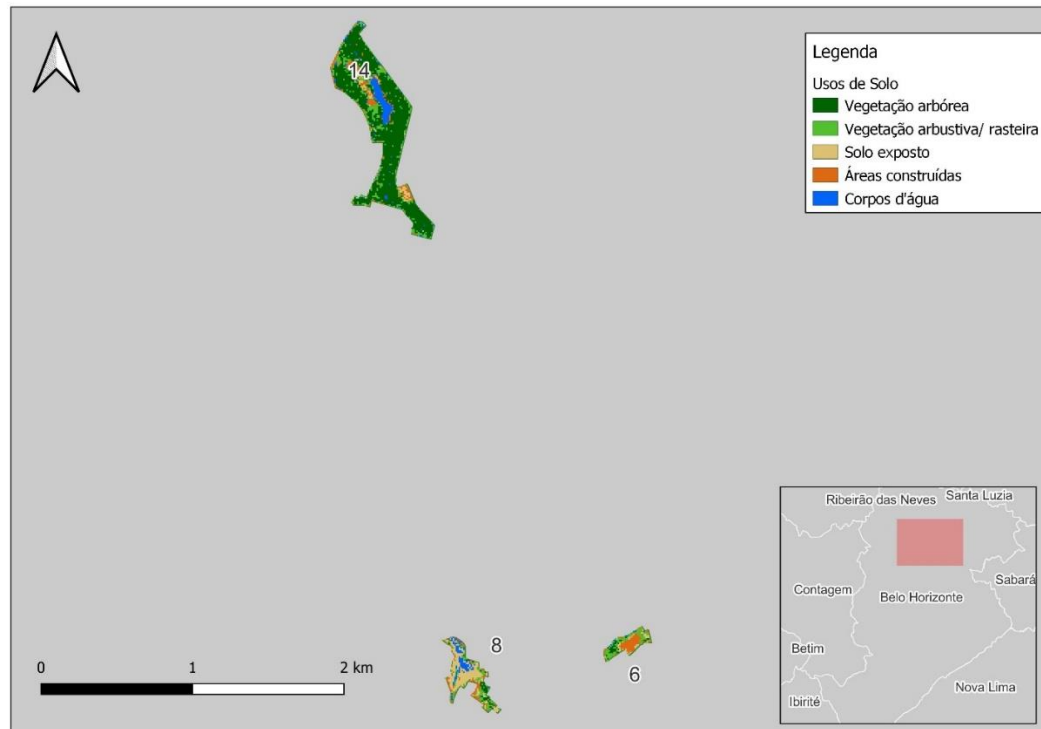 14
Legenda
Usos de Solo
Vegetação arbórea
Vegetação arbustiva/ rasteira
Solo exposto
Áreas construídas
Corpos d'água
8
6
0 1 2 km
Ribeirão das Neves Santa Luzia
Contagem
Sabará
Belo Horizonte
Betim
Nova Lima
Ibirité